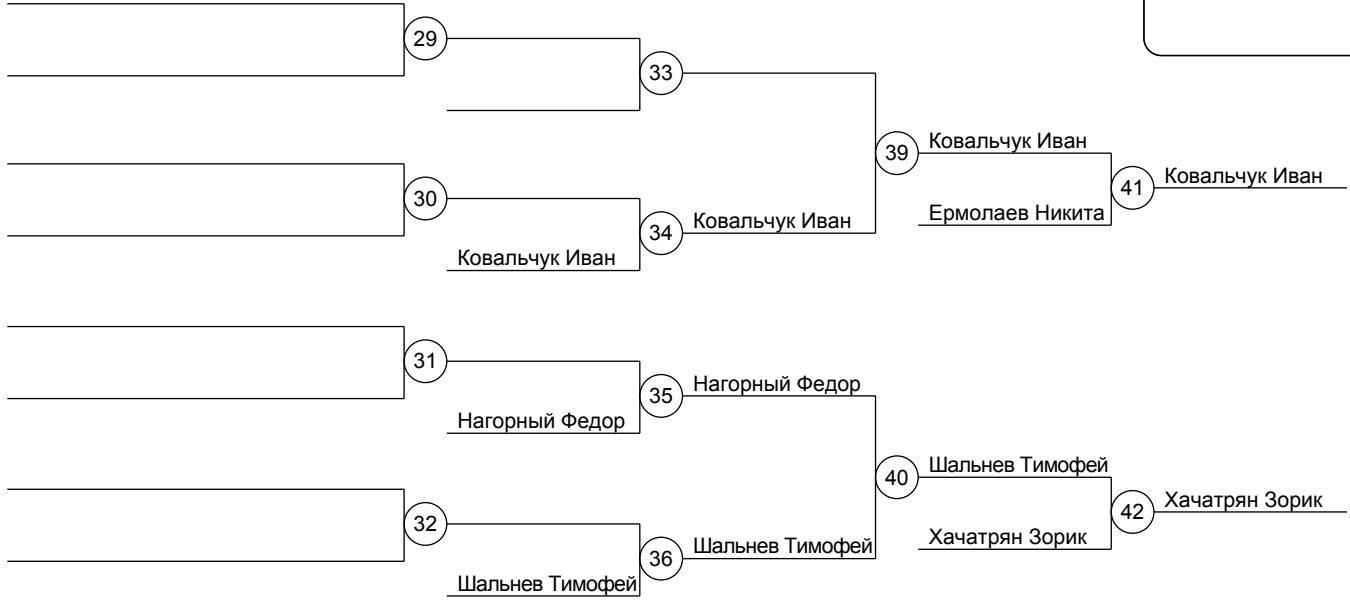 29
33
Ковальчук Иван
39
Ковальчук Иван
41
30
Ермолаев Никита
Ковальчук Иван
34
Ковальчук Иван
31
Нагорный Федор
35
Нагорный Федор
Шальнев Тимофей
40
Хачатрян Зорик
42
32
Хачатрян Зорик
Шальнев Тимофей
36
Шальнев Тимофей